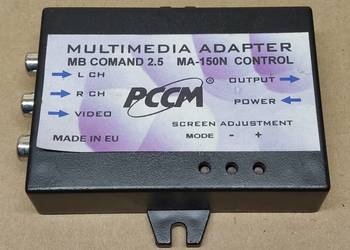 MULTIMEDIA ADAPTER
MB COMAND 2.5 MA-150N CONTROL
L CH
OUTPUT
R CH
PCCM ®
POWER
VIDEO
SCREEN ADJUSTMENT
MADE IN EU
MODE - +